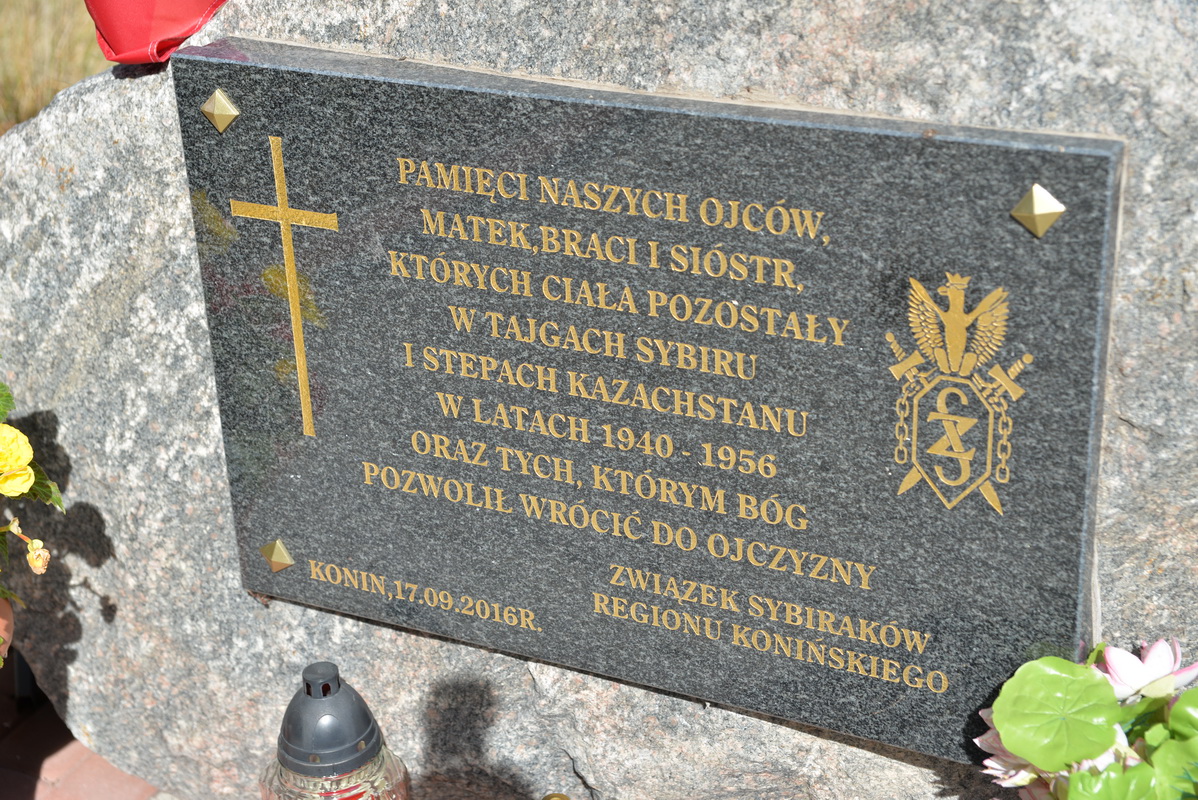 PAMIĘCI NASZYCH OJCÓW,
MATEK,BRACI I SIÓSTR,
KTÓRYCH CIAŁA POZOSTAŁY
W TAJGACH SYBIRU
I STEPACH KAZACHSTANU
W LATACH 1940 - 1956
ORAZ TYCH, KTÓRYM BÓG
POZWOLIŁ WRÓCIĆ DO OJCZYZNY
ZWIĄZEK SYBIRAKÓW
REGIONU KONIŃSKIEGO
KONIN,17.09.2016R.
ZS